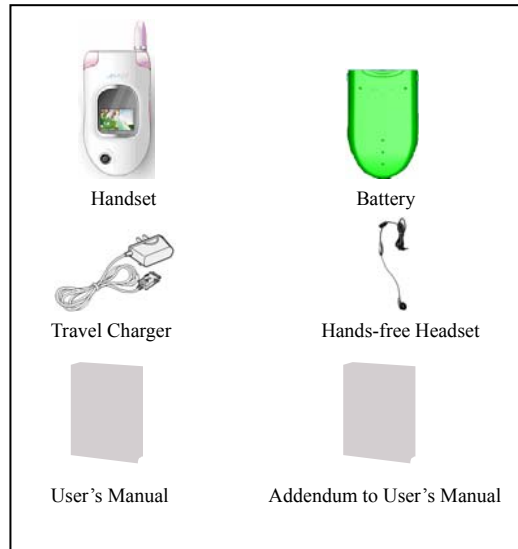 Handset
Battery
Travel Charger
Hands-free Headset
User’s Manual
Addendum to User’s Manual